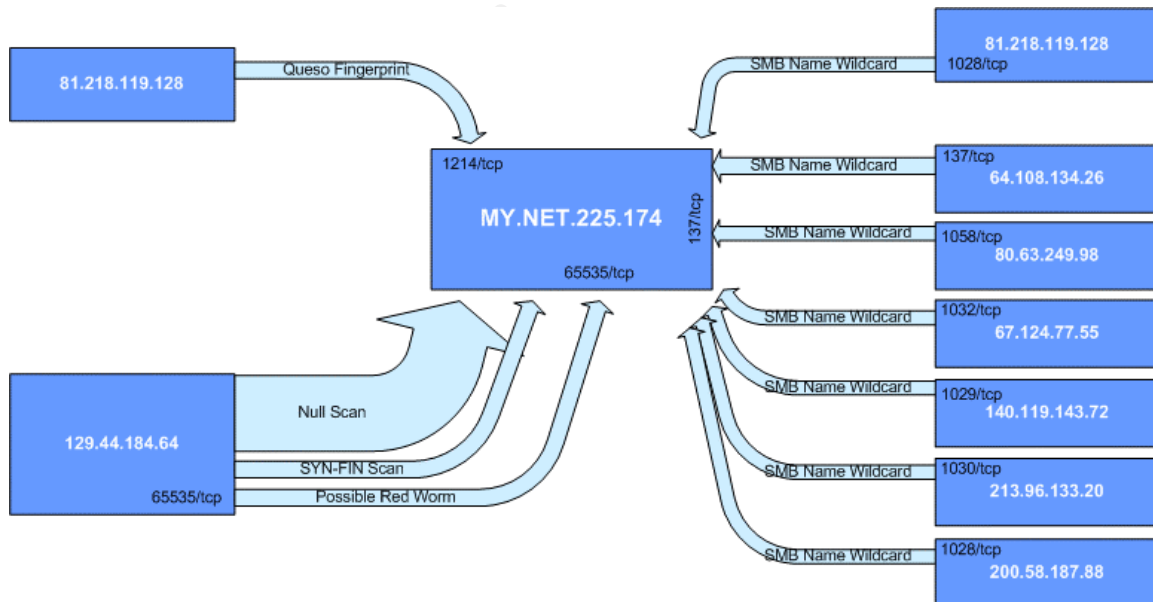 81.218.119.128
Queso Fingerprint
81.218.119.128
1028/tcp
SMB Name Wildcard
1214/tcp
MY.NET.225.174
137/tcp
65535/tcp
SMB Name Wildcard
137/tcp
64.108.134.26
SMB Name Wildcard
1058/tcp
80.63.249.98
SMB Name Wildcard
1032/tcp
67.124.77.55
SMB Name Wildcard
1029/tcp
140.119.143.72
SMB Name Wildcard
1030/tcp
213.96.133.20
SMB Name Wildcard
1028/tcp
200.58.187.88
129.44.184.64
65535/tcp
Null Scan
SYN-FIN Scan
Possible Red Worm